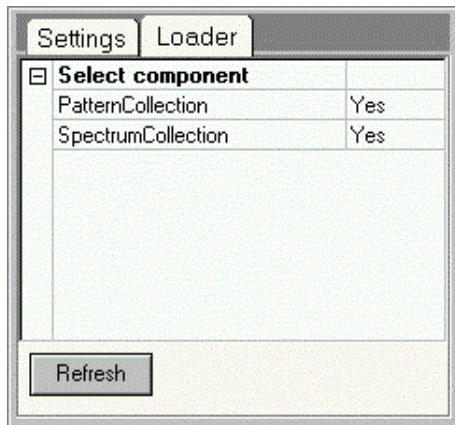 Settings Loader
Select component
PatternCollection Yes
SpectrumCollection Yes
Refresh